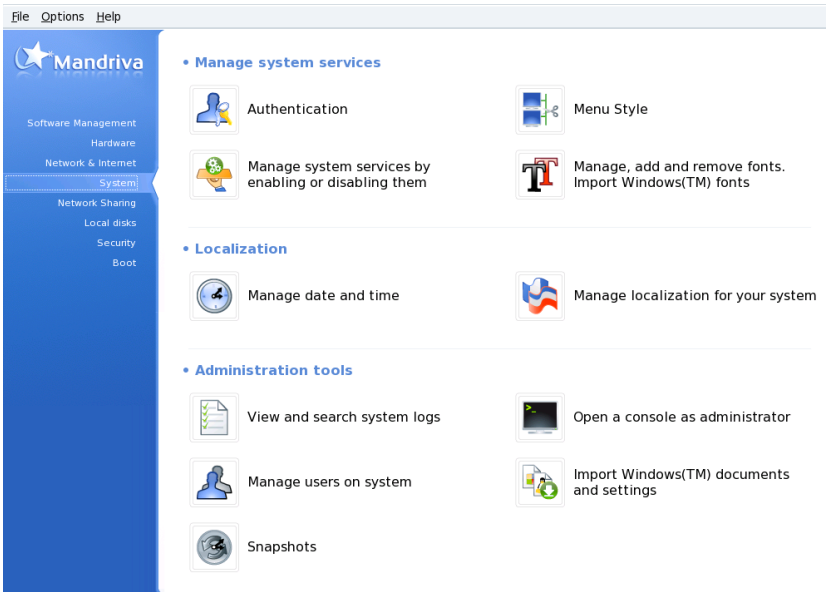 File Options Help
Mandriva
Software Management
Hardware
Network & Internet
System
Network Sharing
Local disks
Security
Boot
• Manage system services
Authentication
Menu Style
Manage system services by
enabling or disabling them
Manage, add and remove fonts.
Import Windows(TM) fonts
• Localization
Manage date and time
Manage localization for your system
• Administration tools
View and search system logs
Open a console as administrator
Manage users on system
Import Windows(TM) documents
and settings
Snapshots